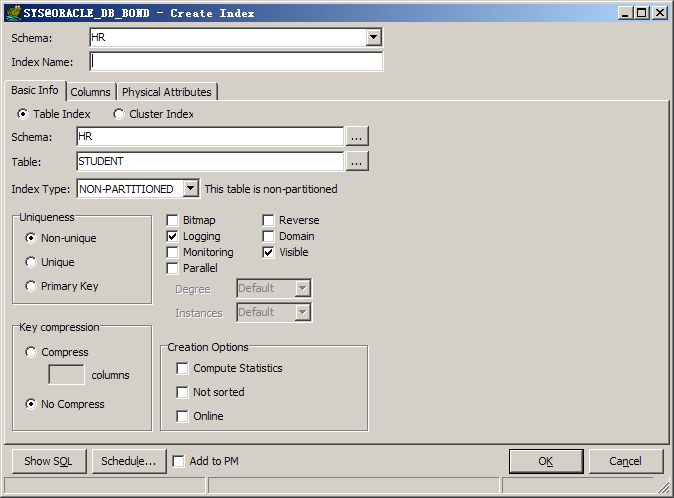 SYS@ORACLE_DB_BOND - Create Index
Schema: HR
Index Name:
Basic Info Columns Physical Attributes
Table Index Cluster Index
Schema: HR ...
Table: STUDENT ...
Index Type: NON-PARTITIONED This table is non-partitioned
Uniqueness
Non-unique
Unique
Primary Key
Bitmap Reverse
Logging Domain
Monitoring Visible
Parallel
Degree Default
Instances Default
Key compression
Compress
columns
No Compress
Creation Options
Compute Statistics
Not sorted
Online
Show SQL Schedule... Add to PM OK Cancel